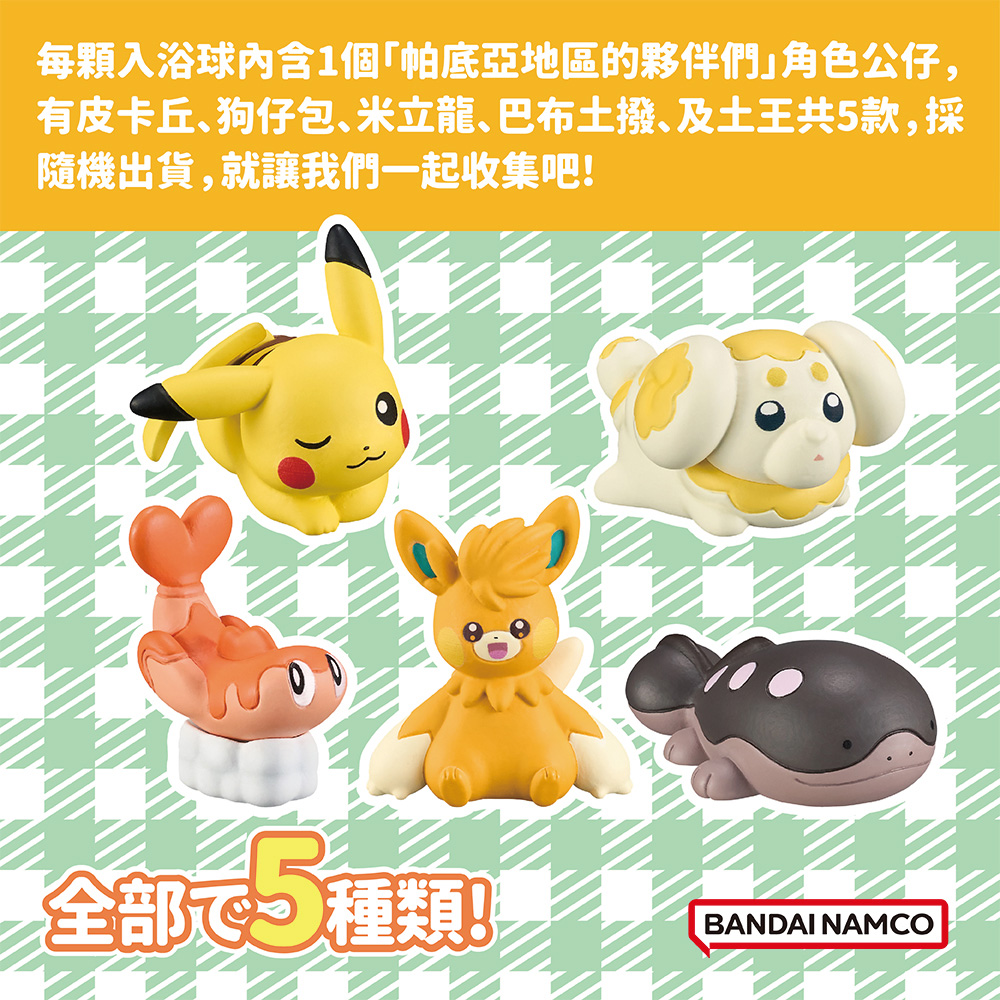 每顆入浴球內含1個「帕底亞地區的夥伴們」角色公仔,
有皮卡丘、狗仔包、米立龍、巴布土撥、及土王共5款,採
隨機出貨,就讓我們一起收集吧!
全部で5種類!
BANDAI NAMCO